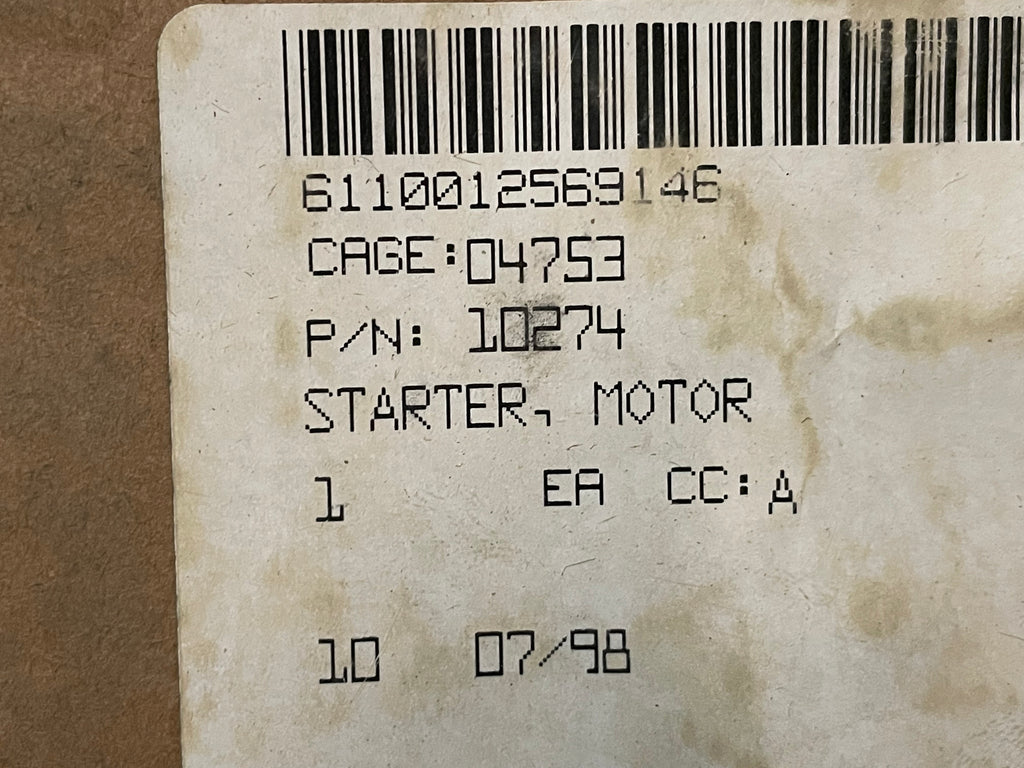 6110012569146
CAGE:04753
P/N: 10274
STARTER, MOTOR
1 EA CC:A
10 07/98